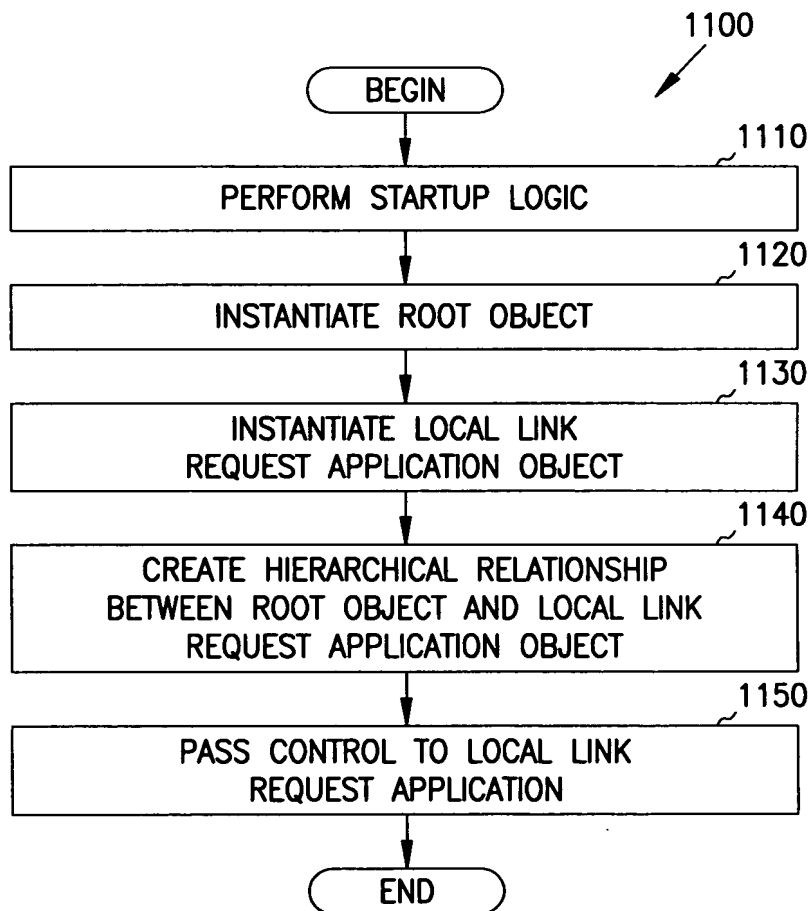 1100
BEGIN
1110
PERFORM STARTUP LOGIC
1120
INSTANTIATE ROOT OBJECT
1130
INSTANTIATE LOCAL LINK
REQUEST APPLICATION OBJECT
1140
CREATE HIERARCHICAL RELATIONSHIP
BETWEEN ROOT OBJECT AND LOCAL LINK
REQUEST APPLICATION OBJECT
1150
PASS CONTROL TO LOCAL LINK
REQUEST APPLICATION
END